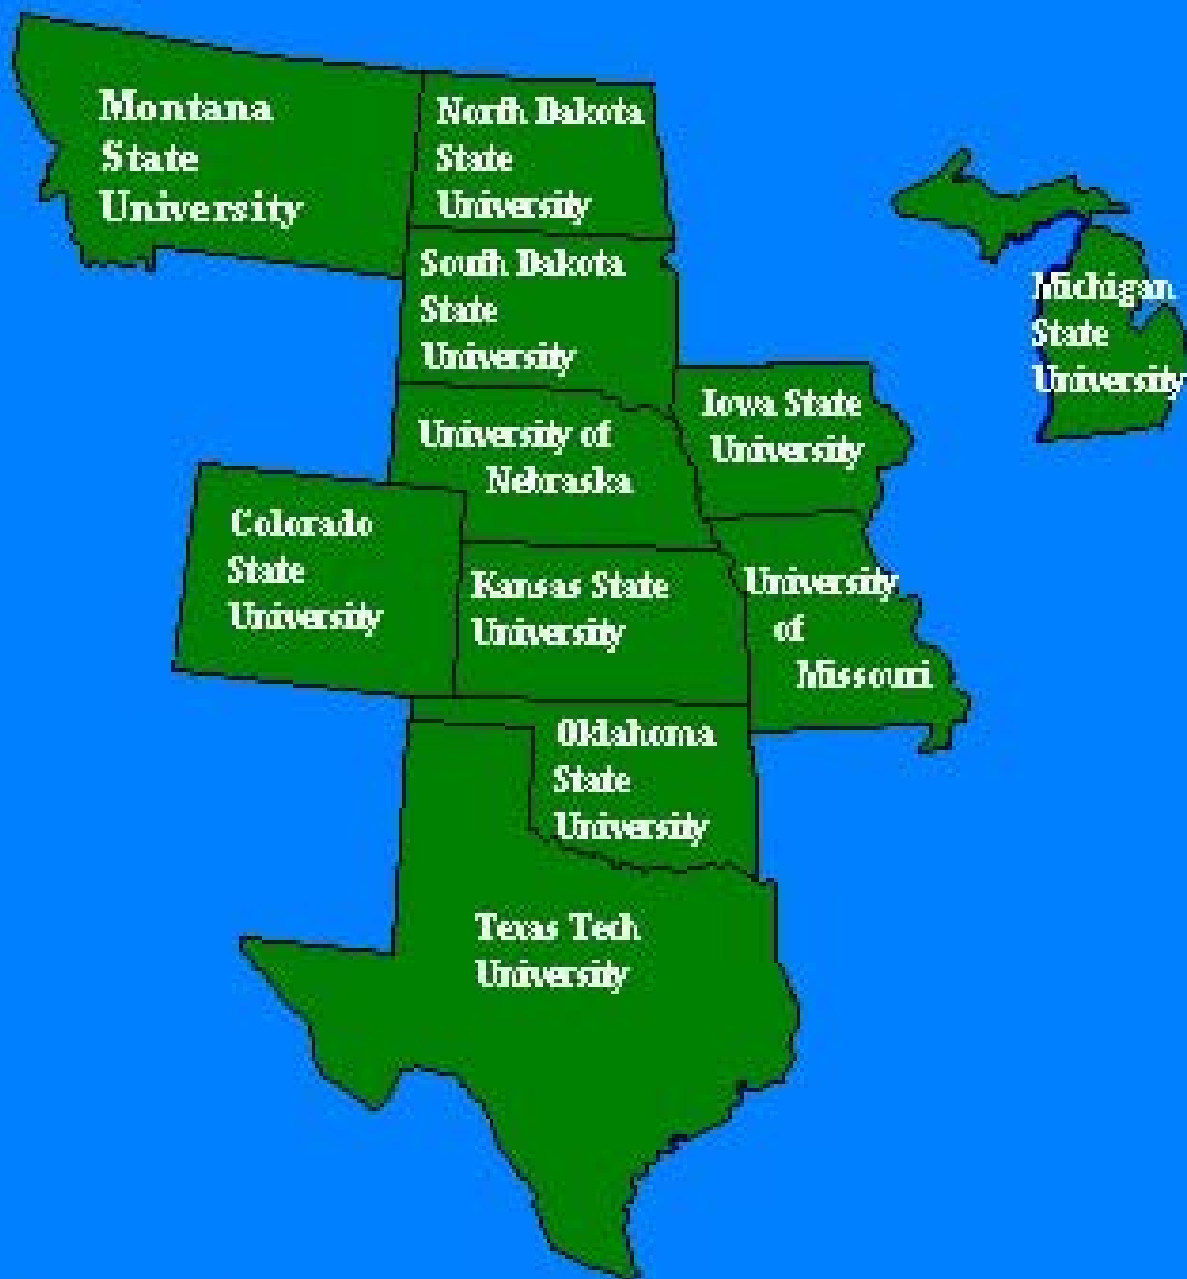 Montana
State
University
North Dakota
State
University
South Dakota
State
University
Michigan
State
University
Iowa State
University
University of
Nebraska
Colorado
State
University
Kansas State
University
University
of
Missouri
Oklahoma
State
University
Texas Tech
University